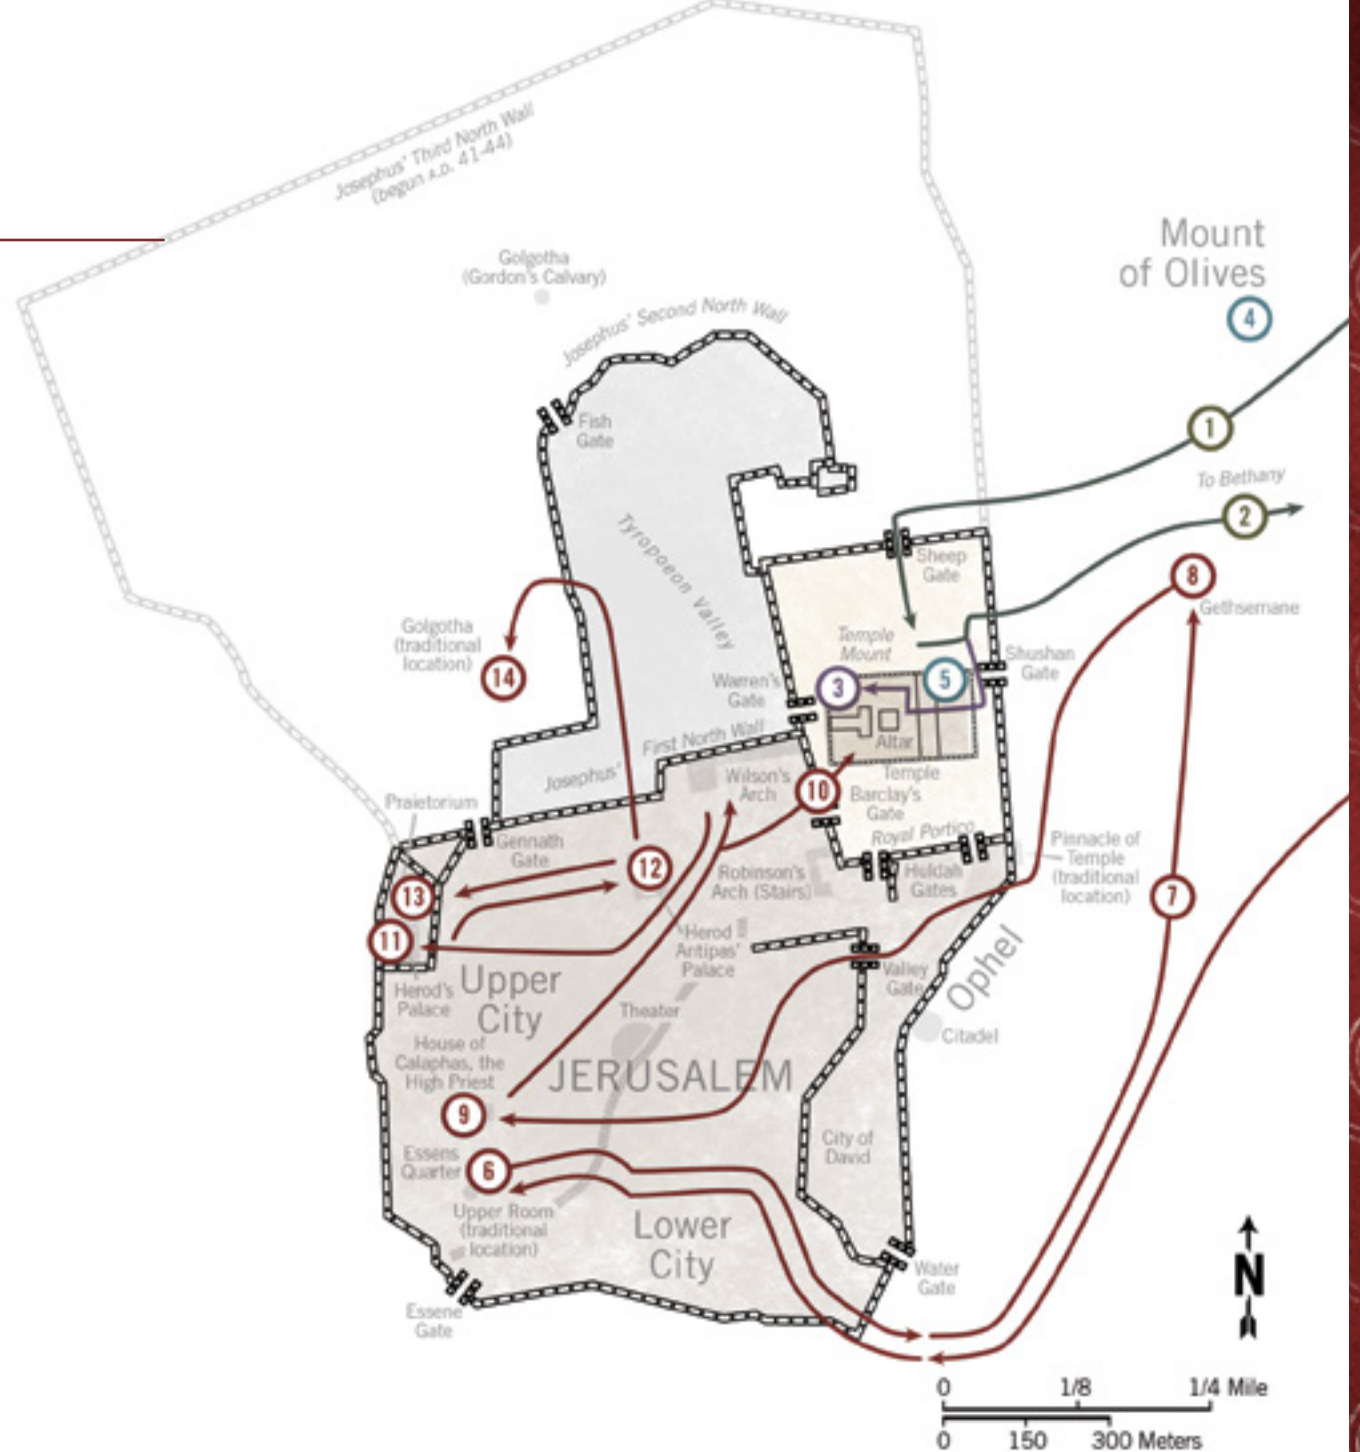 Josephus' Third North Wall
(begun A.D. 41-44)
Golgotha
(Gordon's Calvary)
Mount
of Olives
4
Josephus' Second North Wall
1
Fish
Gate
To Bethany
2
Tyropoeon Valley
Sheep
Gate
8
Gethsemane
Golgotha
(traditional
location)
14
Temple
Mount
Shushan
Gate
Warren's
Gate
3
5
Altar
First North Wall
Josephus'
Wilson's
Arch
Temple
10
Barclay's
Gate
Praietorium
Royal Portico
Gennath
Gate
Pinnacle of
Temple
(traditional
location)
12
Robinson's
Arch (Stairs)
Huldah
Gates
13
7
11
Herod
Antipas'
Palace
Valley
Gate
Ophel
Upper
City
Herod's
Palace
Theater
Citadel
House of
Caiaphas, the
High Priest
JERUSALEM
9
City of
David
Essens
Quarter
6
Upper Room
(traditional
location)
Lower
City
Water
Gate
N
Essene
Gate
0 1/8 1/4 Mile
0 150 300 Meters